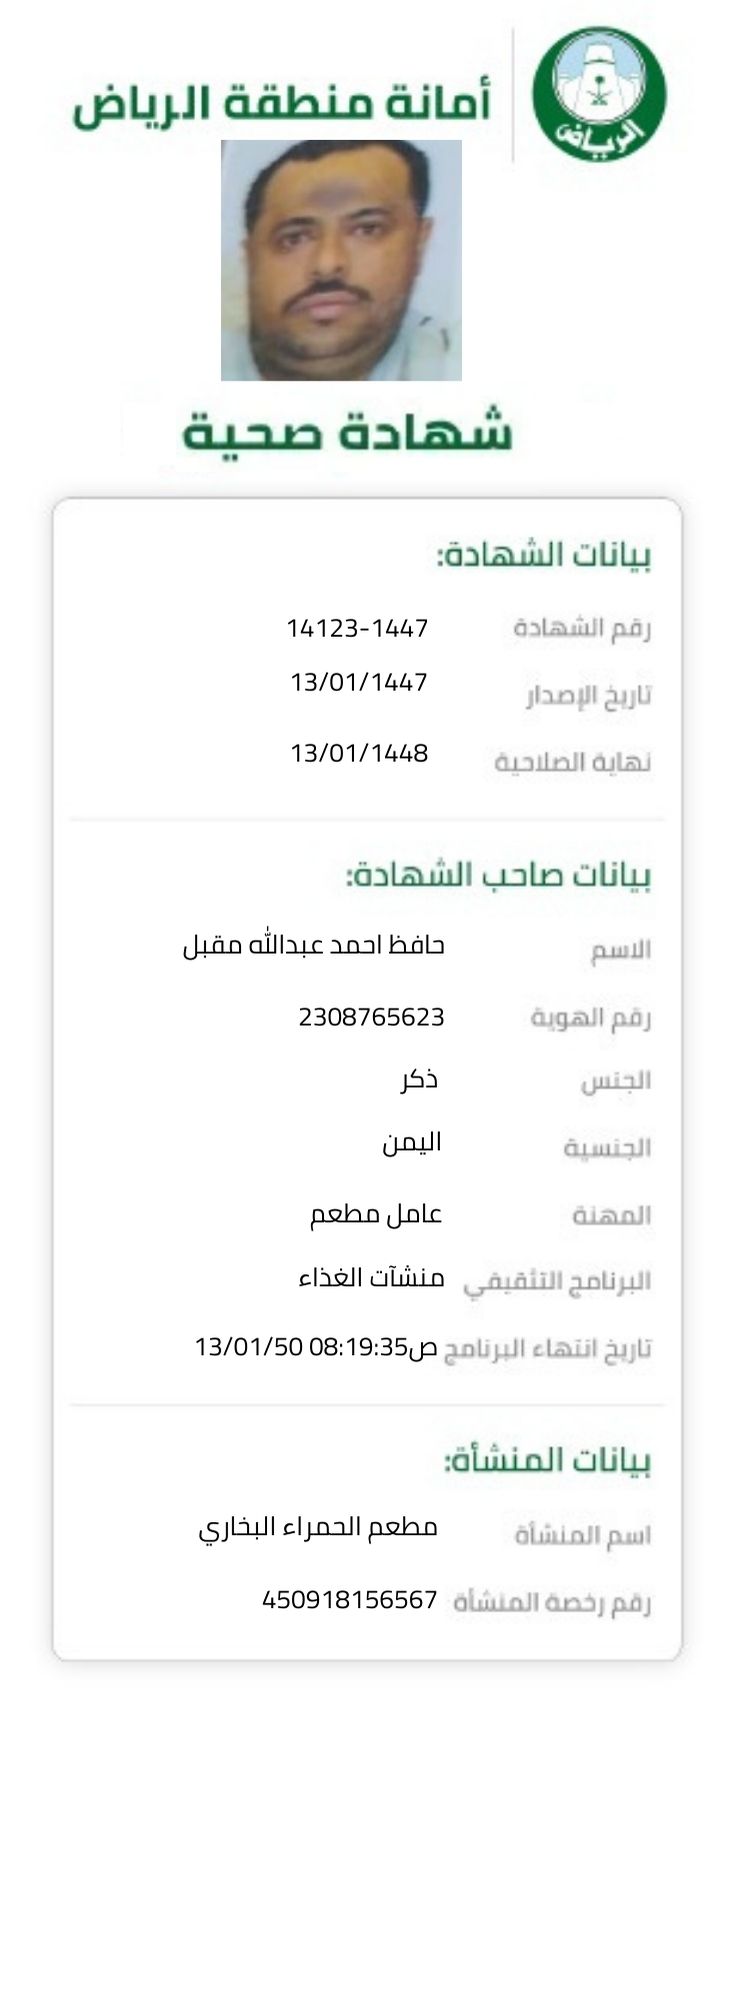 أمانة منطقة الرياض
الرياض
شهادة صحية
بيانات الشهادة:
رقم الشهادة 14123-1447
تاريخ الإصدار 13/01/1447
نهاية الصلاحية 13/01/1448
بيانات صاحب الشهادة:
الاسم حافظ احمد عبدالله مقبل
رقم الهوية 2308765623
الجنس ذكر
الجنسية اليمن
المهنة عامل مطعم
البرنامج التثقيفي منشآت الغذاء
تاريخ انتهاء البرنامج 13/01/50 08:19:35ص
بيانات المنشأة:
اسم المنشأة مطعم الحمراء البخاري
رقم رخصة المنشأة 450918156567